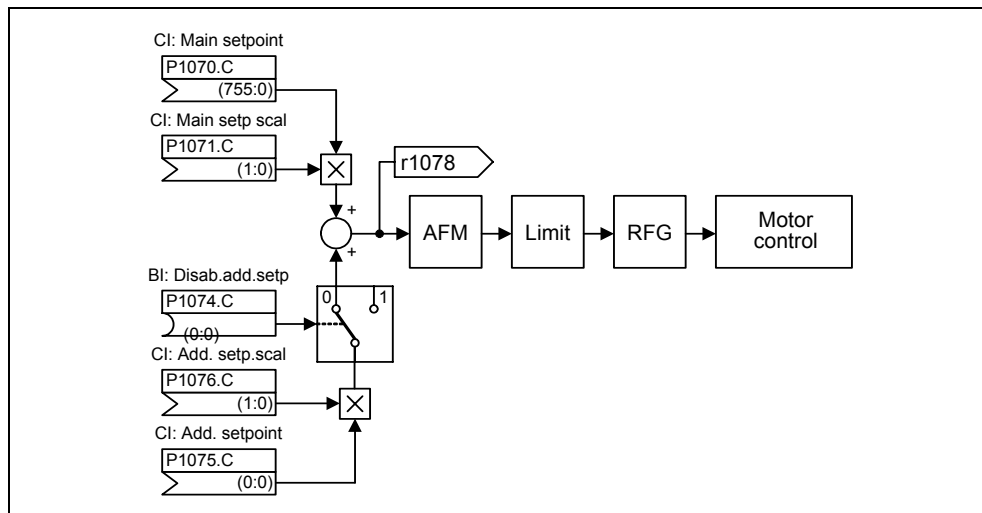 CI: Main setpoint
P1070.C
(755:0)
CI: Main setp scal
P1071.C
(1:0)
×
r1078
+
+
AFM
Limit
RFG
Motor
control
BI: Disab.add.setp
P1074.C
(0:0)
0
1
CI: Add. setp.scal
P1076.C
(1:0)
×
CI: Add. setpoint
P1075.C
(0:0)